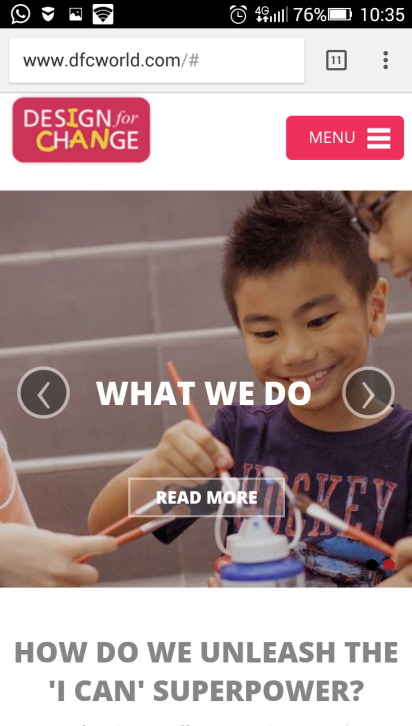 4G 76% 10:35
www.dfcworld.com/#
11
DESIGN for
CHANGE
MENU
WHAT WE DO
HOCKEY
READ MORE
HOW DO WE UNLEASH THE
'I CAN' SUPERPOWER?